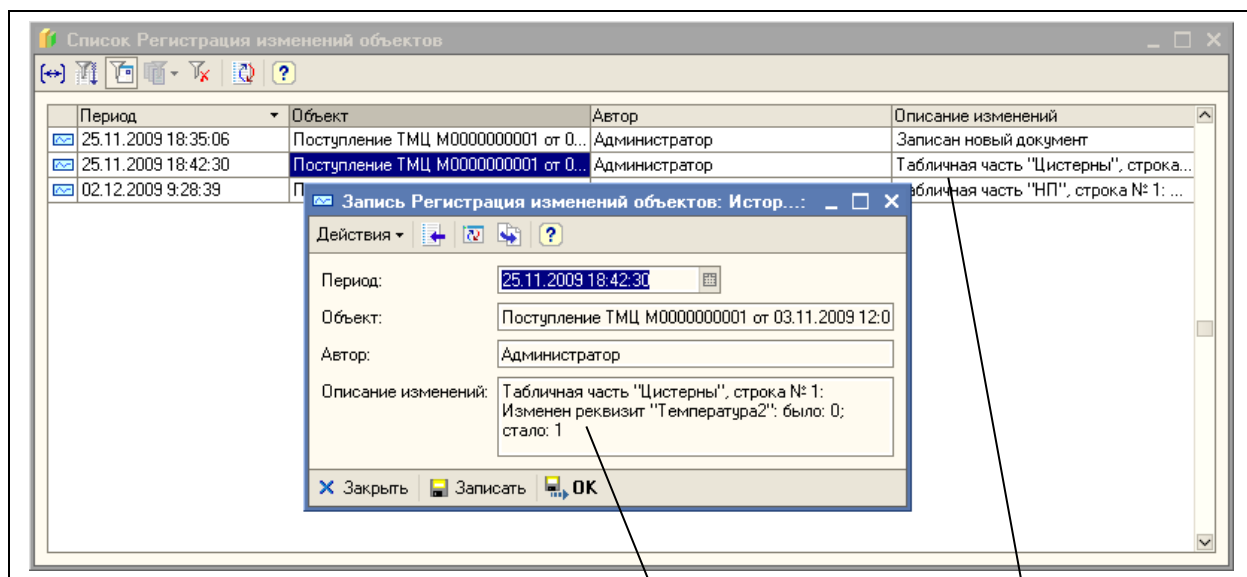 Список Регистрация изменений объектов
Период Объект Автор Описание изменений
25.11.2009 18:35:06 Поступление ТМЦ М0000000001 от 0... Администратор Записан новый документ
25.11.2009 18:42:30 Поступление ТМЦ М0000000001 от 0... Администратор Табличная часть "Цистерны", строка...
02.12.2009 9:28:39 П абличная часть "НП", строка № 1: ...
Запись Регистрация изменений объектов: Истор...:
Действия
Период: 25.11.2009 18:42:30
Объект: Поступление ТМЦ М0000000001 от 03.11.2009 12:0
Автор: Администратор
Описание изменений: Табличная часть "Цистерны", строка № 1:
Изменен реквизит "Температура2": было: 0;
стало: 1
Закрыть Записать OK